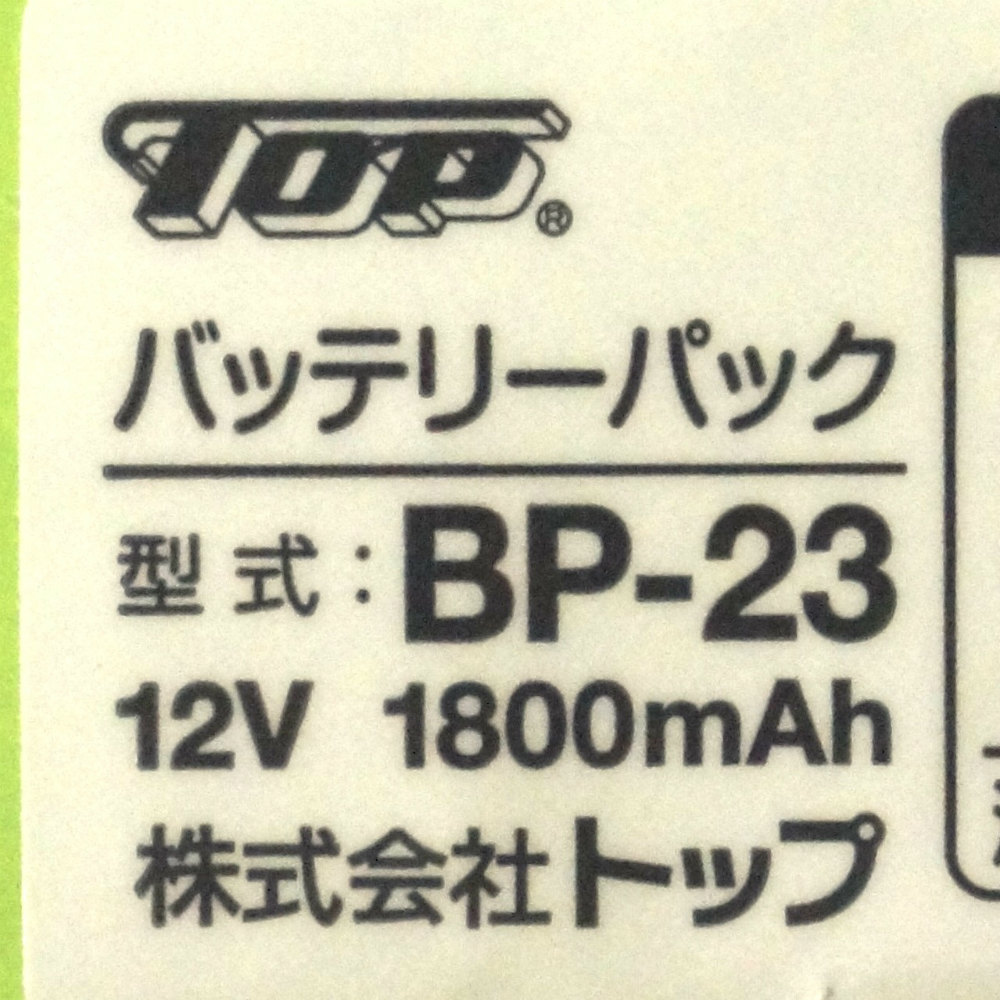 TOP®
バッテリーパック
型式：BP-23
12V 1800mAh
株式会社トップ